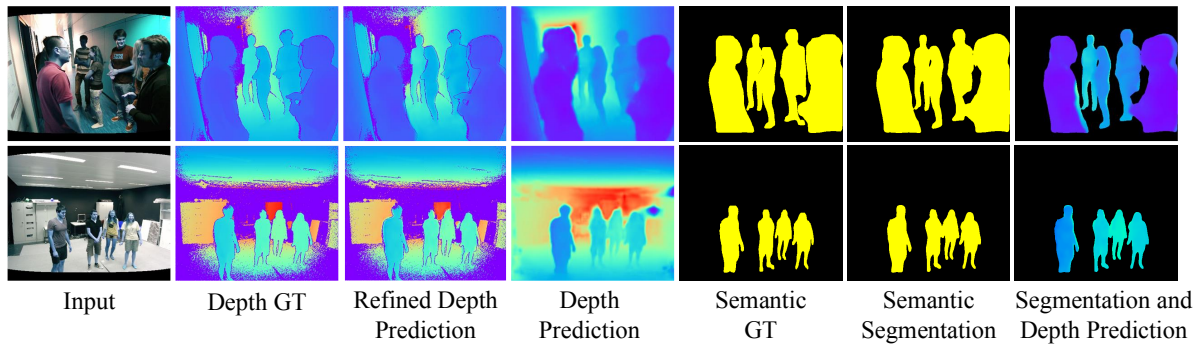 Input
Depth GT
Refined Depth
Prediction
Depth
Prediction
Semantic
GT
Semantic
Segmentation
Segmentation and
Depth Prediction